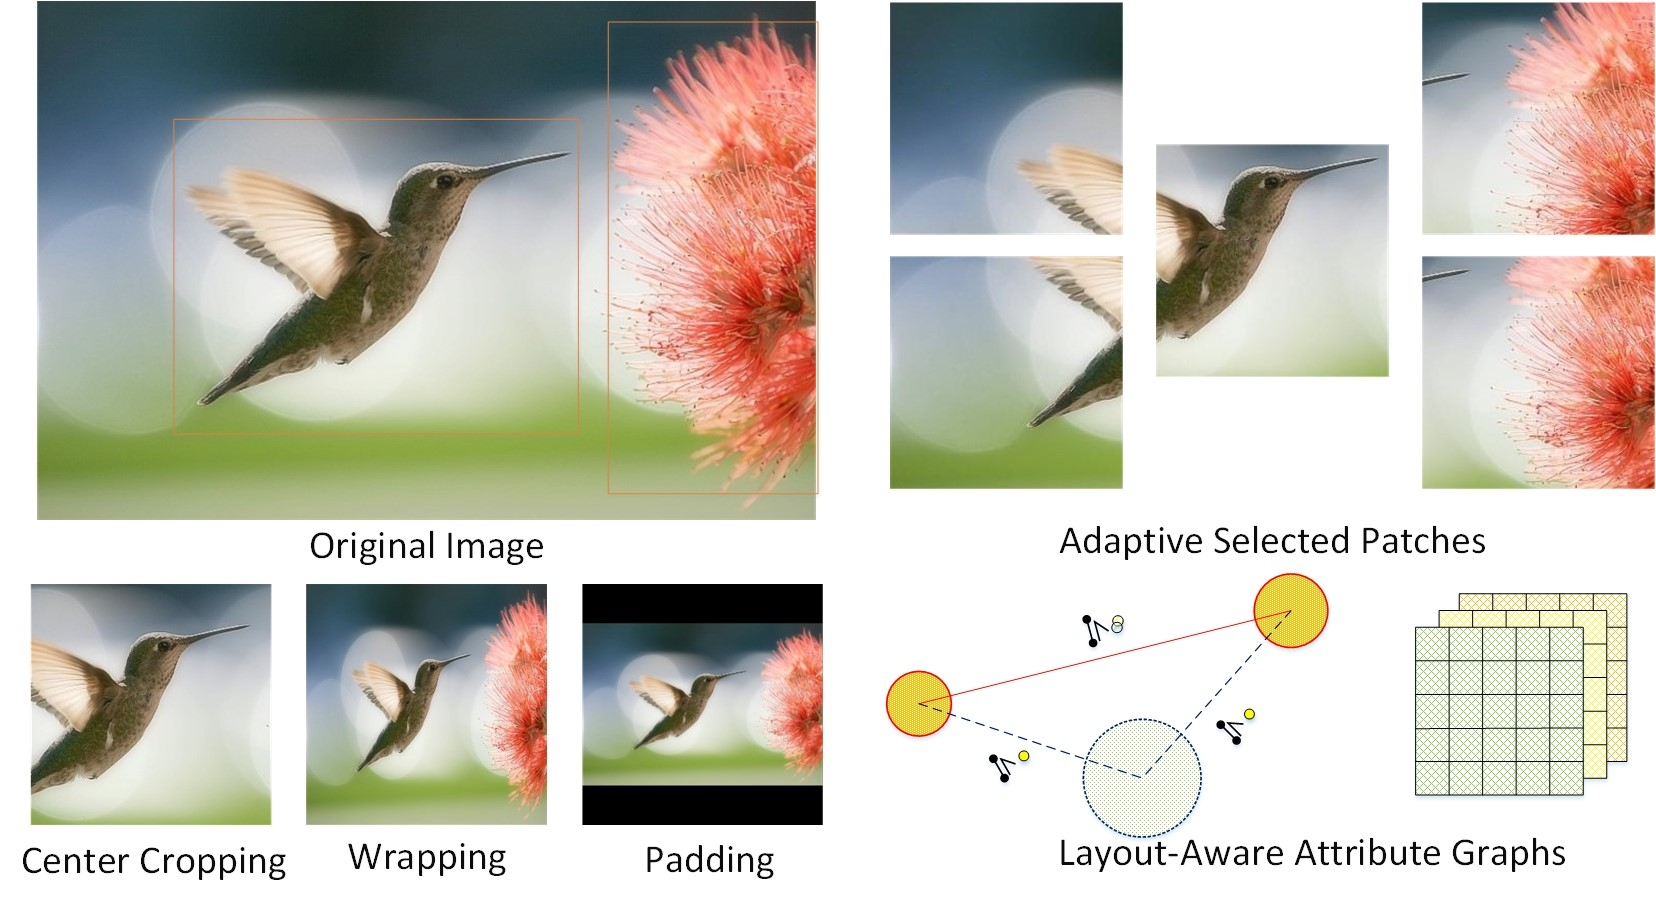 Original Image
Adaptive Selected Patches
Center Cropping
Wrapping
Padding
Layout-Aware Attribute Graphs